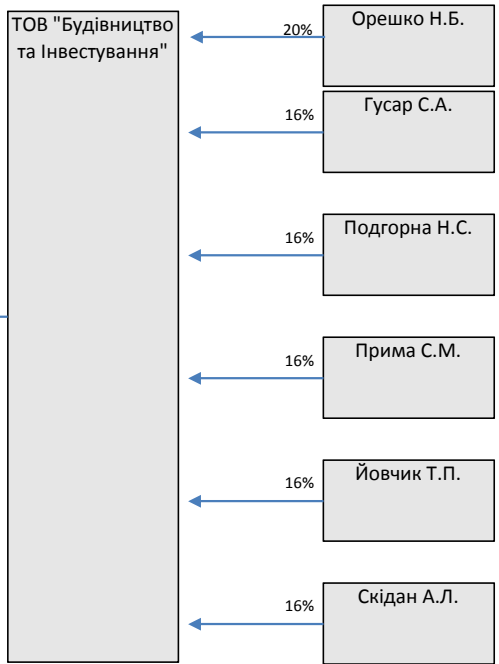 ТОВ "Будівництво
та Інвестування"
20%
Орешко Н.Б.
16%
Гусар С.А.
16%
Подгорна Н.С.
16%
Прима С.М.
16%
Йовчик Т.П.
16%
Скідан А.Л.